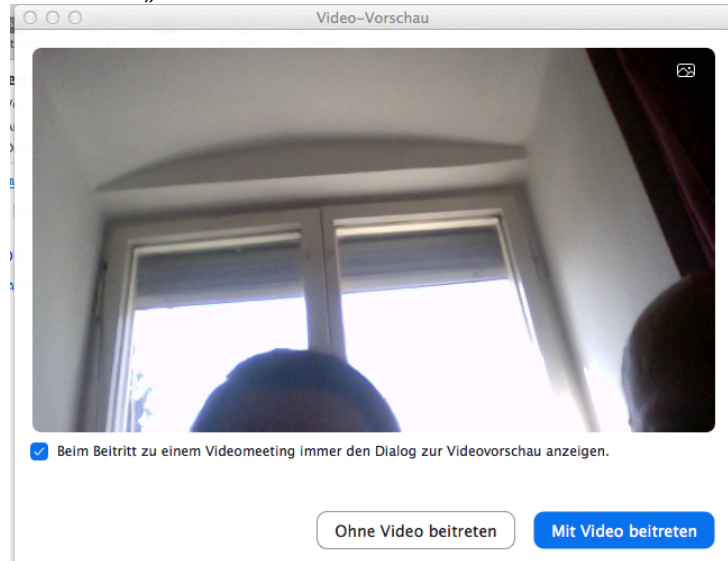 „
Video-Vorschau
Beim Beitritt zu einem Videomeeting immer den Dialog zur Videovorschau anzeigen.
Ohne Video beitreten
Mit Video beitreten